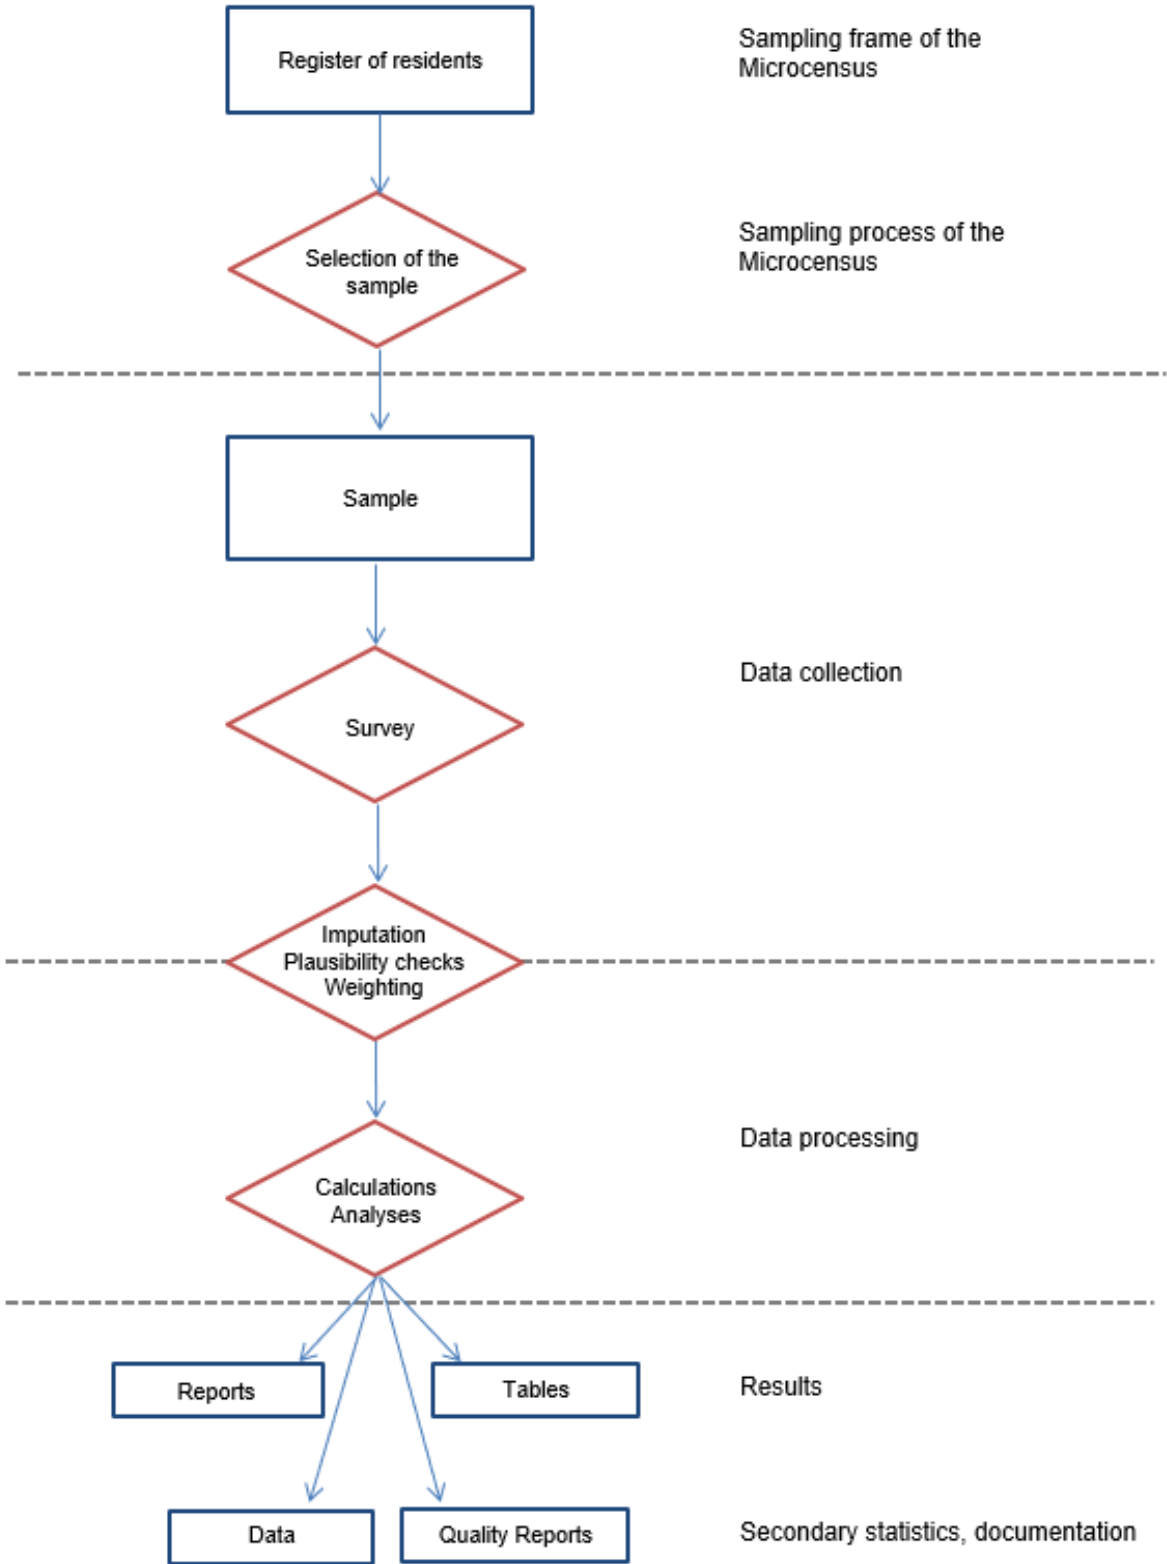 Register of residents
Sampling frame of the
Microcensus
Selection of the
sample
Sampling process of the
Microcensus
Sample
Survey
Data collection
Imputation
Plausibility checks
Weighting
Calculations
Analyses
Data processing
Reports
Tables
Results
Data
Quality Reports
Secondary statistics, documentation